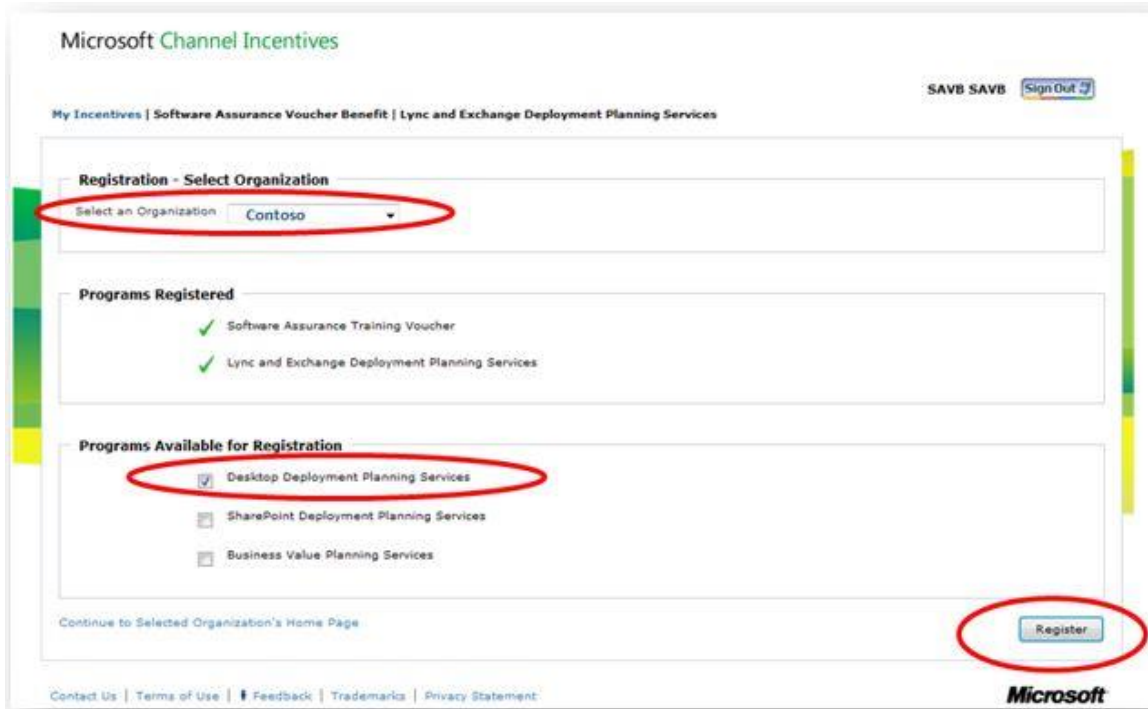 Microsoft Channel Incentives
SAVB SAVB Sign Out
My Incentives | Software Assurance Voucher Benefit | Lync and Exchange Deployment Planning Services
Registration - Select Organization
Select an Organization Contoso
Programs Registered
Software Assurance Training Voucher
Lync and Exchange Deployment Planning Services
Programs Available for Registration
Desktop Deployment Planning Services
SharePoint Deployment Planning Services
Business Value Planning Services
Continue to Selected Organization's Home Page
Register
Contact Us | Terms of Use | Feedback | Trademarks | Privacy Statement
Microsoft